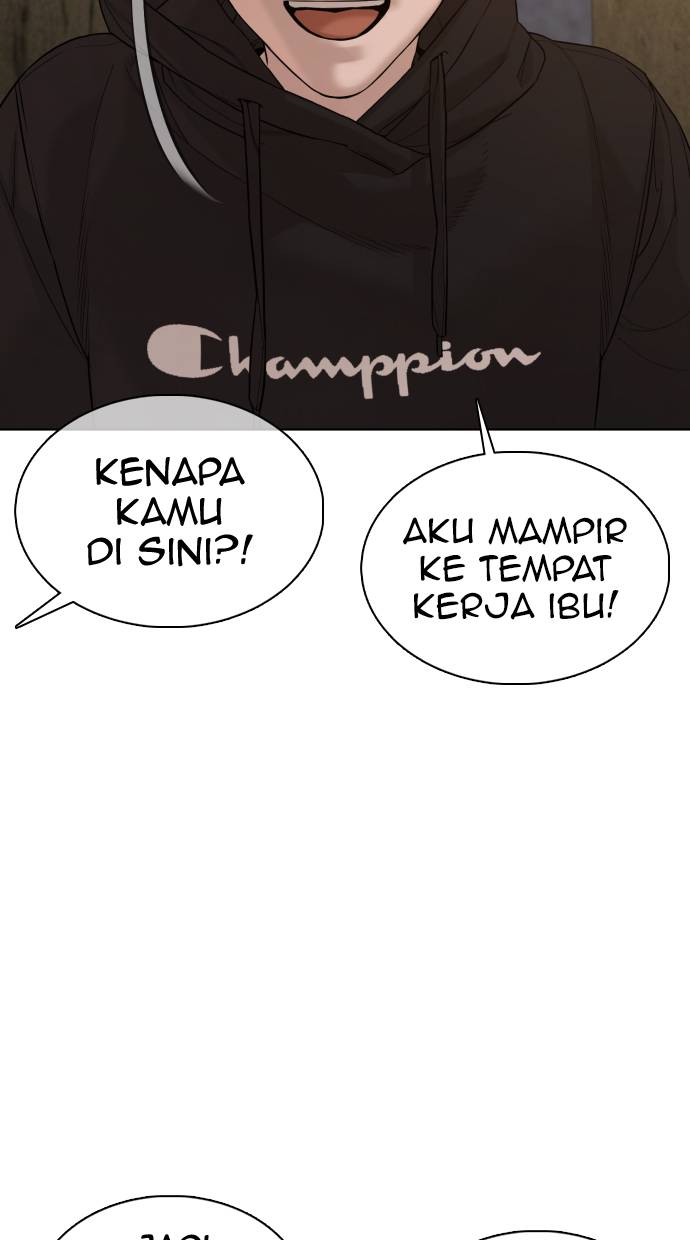 Champpion
KENAPA
KAMU
DI SINI?!
AKU MAMPIR
KE TEMPAT
KERJA IBU!